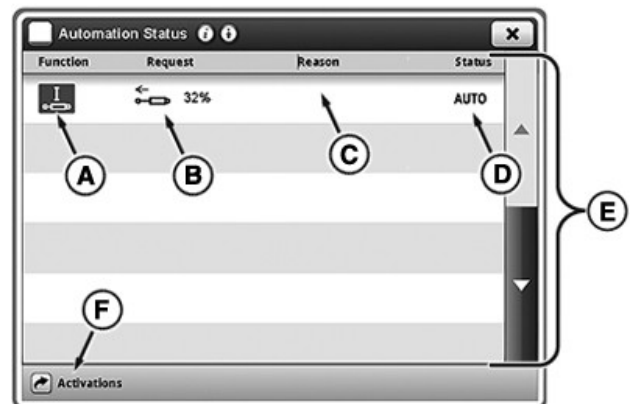 Automation Status
Function Request Reason Status
I 32% AUTO
A B C D
E
F
Activations